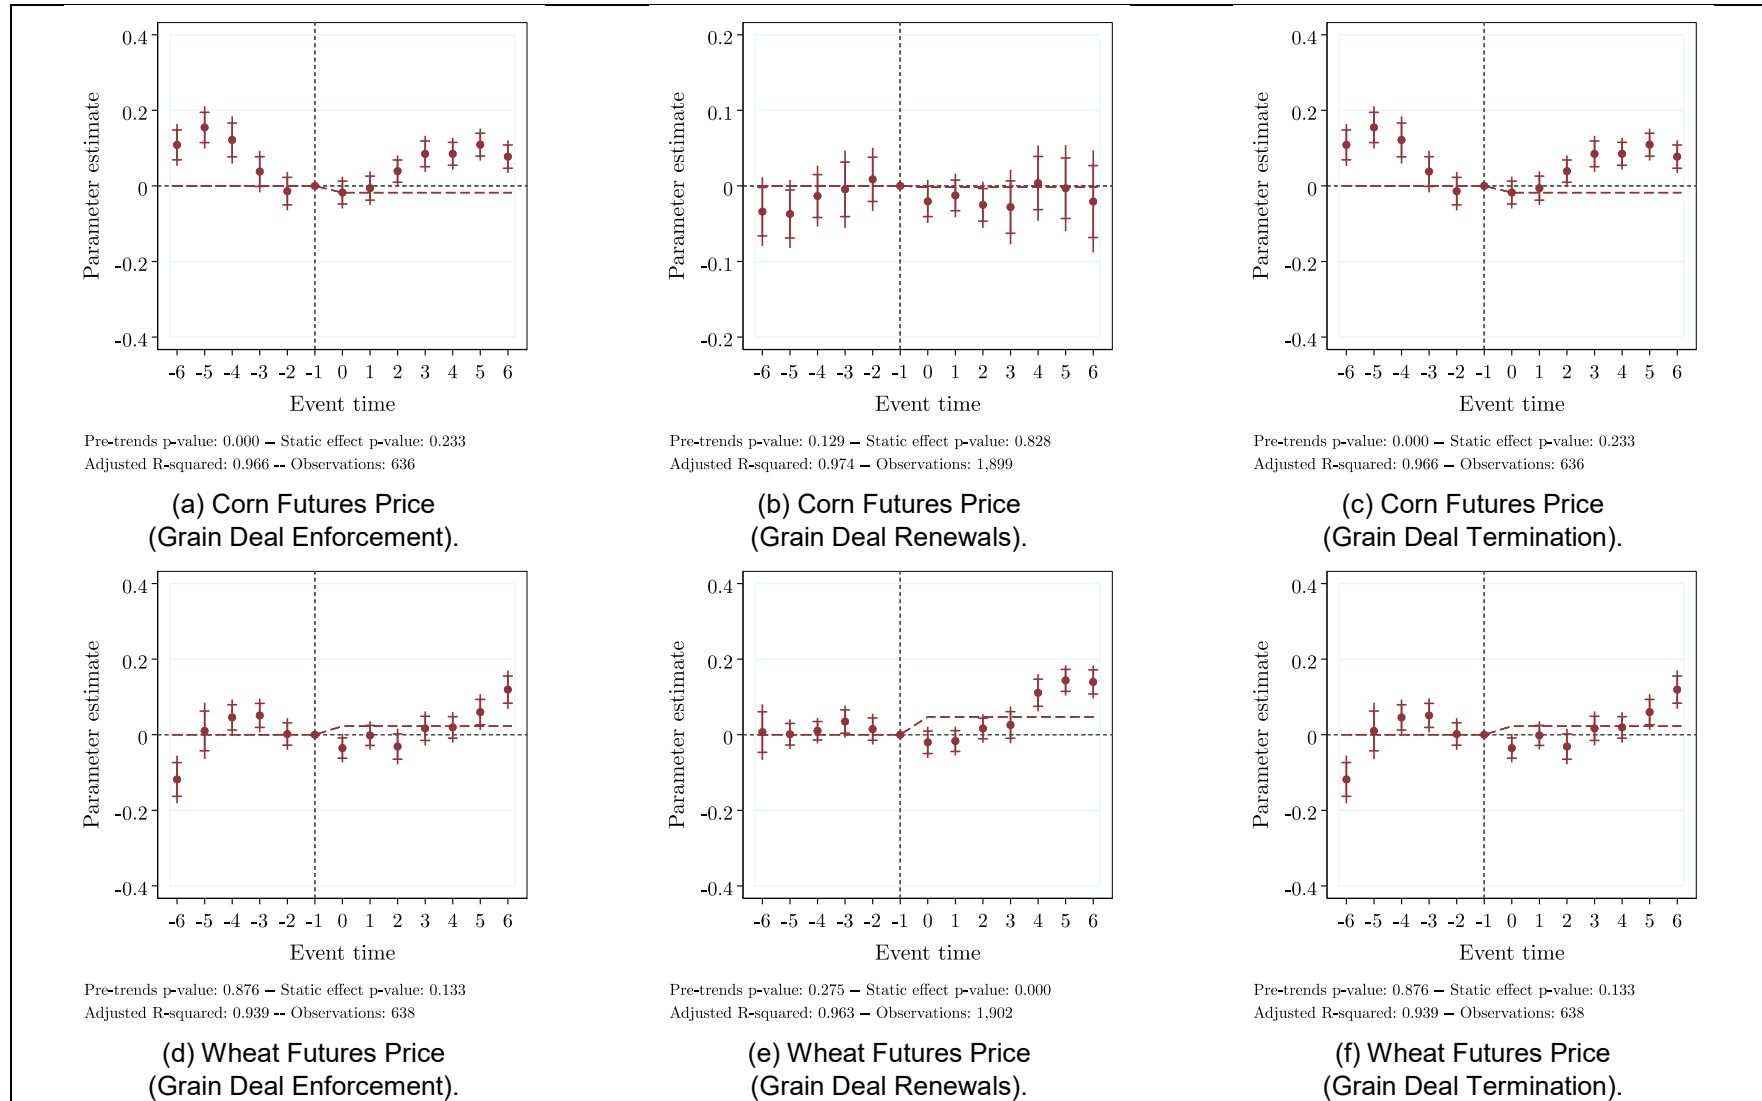 0.4
0.2
0
-0.2
-0.4
Parameter estimate
-6 -5 -4 -3 -2 -1 0 1 2 3 4 5 6
Event time
Pre-trends p-value: 0.000 – Static effect p-value: 0.233
Adjusted R-squared: 0.966 -- Observations: 636
(a) Corn Futures Price
(Grain Deal Enforcement).
0.2
0.1
0
-0.1
-0.2
Parameter estimate
-6 -5 -4 -3 -2 -1 0 1 2 3 4 5 6
Event time
Pre-trends p-value: 0.129 – Static effect p-value: 0.828
Adjusted R-squared: 0.974 – Observations: 1,899
(b) Corn Futures Price
(Grain Deal Renewals).
0.4
0.2
0
-0.2
-0.4
Parameter estimate
-6 -5 -4 -3 -2 -1 0 1 2 3 4 5 6
Event time
Pre-trends p-value: 0.000 – Static effect p-value: 0.233
Adjusted R-squared: 0.966 – Observations: 636
(c) Corn Futures Price
(Grain Deal Termination).
0.4
0.2
0
-0.2
-0.4
Parameter estimate
-6 -5 -4 -3 -2 -1 0 1 2 3 4 5 6
Event time
Pre-trends p-value: 0.876 – Static effect p-value: 0.133
Adjusted R-squared: 0.939 -- Observations: 638
(d) Wheat Futures Price
(Grain Deal Enforcement).
0.4
0.2
0
-0.2
-0.4
Parameter estimate
-6 -5 -4 -3 -2 -1 0 1 2 3 4 5 6
Event time
Pre-trends p-value: 0.275 – Static effect p-value: 0.000
Adjusted R-squared: 0.963 – Observations: 1,902
(e) Wheat Futures Price
(Grain Deal Renewals).
0.4
0.2
0
-0.2
-0.4
Parameter estimate
-6 -5 -4 -3 -2 -1 0 1 2 3 4 5 6
Event time
Pre-trends p-value: 0.876 – Static effect p-value: 0.133
Adjusted R-squared: 0.939 – Observations: 638
(f) Wheat Futures Price
(Grain Deal Termination).